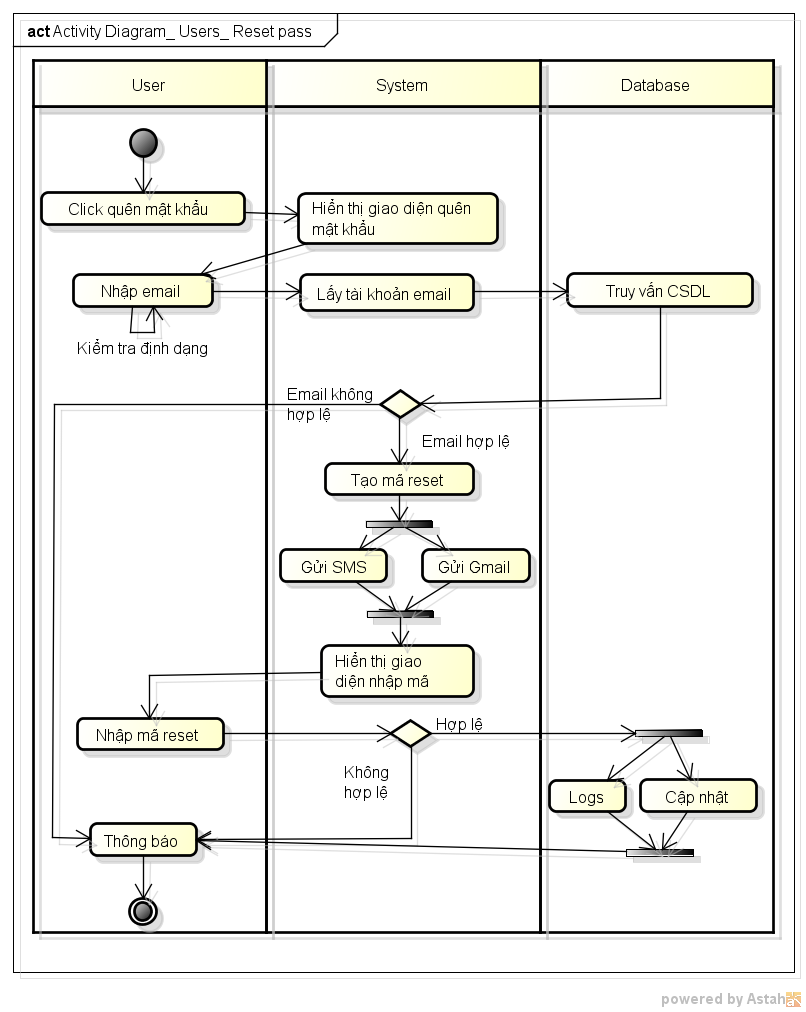 act Activity Diagram_ Users_ Reset pass
User
System
Database
Click quên mật khẩu
Hiển thị giao diện quên
mật khẩu
Nhập email
Lấy tài khoản email
Truy vấn CSDL
Kiểm tra định dạng
Email không
hợp lệ
Email hợp lệ
Tạo mã reset
Gửi SMS
Gửi Gmail
Hiển thị giao
diện nhập mã
Nhập mã reset
Hợp lệ
Không
hợp lệ
Logs
Cập nhật
Thông báo
powered by Astah